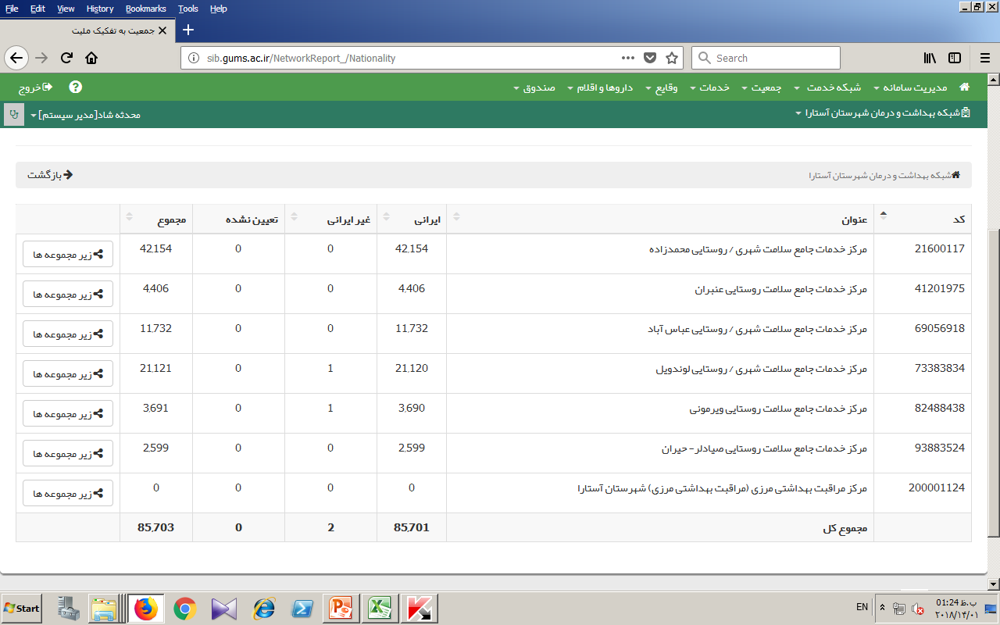 File Edit View History Bookmarks Tools Help
جمعیت به تفکیک ملیت
sib.gums.ac.ir/NetworkReport_/Nationality
Search
مدیریت سامانه شبکه خدمت جمعیت خدمات وقایع داروها و اقلام صندوق ? خروج
شبکه بهداشت و درمان شهرستان آستارا محدثه شاد[مدیر سیستم]
شبکه بهداشت و درمان شهرستان آستارا بازگشت
کد عنوان ایرانی غیر ایرانی تعیین نشده مجموع
21600117 مرکز خدمات جامع سلامت شهری / روستایی محمدزاده 42,154 0 0 42,154 زیر مجموعه ها
41201975 مرکز خدمات جامع سلامت روستایی عنبران 4,406 0 0 4,406 زیر مجموعه ها
69056918 مرکز خدمات جامع سلامت شهری / روستایی عباس آباد 11,732 0 0 11,732 زیر مجموعه ها
73383834 مرکز خدمات جامع سلامت شهری / روستایی لوندویل 21,120 1 0 21,121 زیر مجموعه ها
82488438 مرکز خدمات جامع سلامت روستایی ویرمونی 3,690 1 0 3,691 زیر مجموعه ها
93883524 مرکز خدمات جامع سلامت روستایی صیادلر- حیران 2,599 0 0 2,599 زیر مجموعه ها
200001124 مرکز مراقبت بهداشتی مرزی (مراقبت بهداشتی مرزی) شهرستان آستارا 0 0 0 0 زیر مجموعه ها
مجموع کل 85,701 2 0 85,703
Start
EN
01:24 ب.ظ
۲۰۱۸/۱۴/۰۱